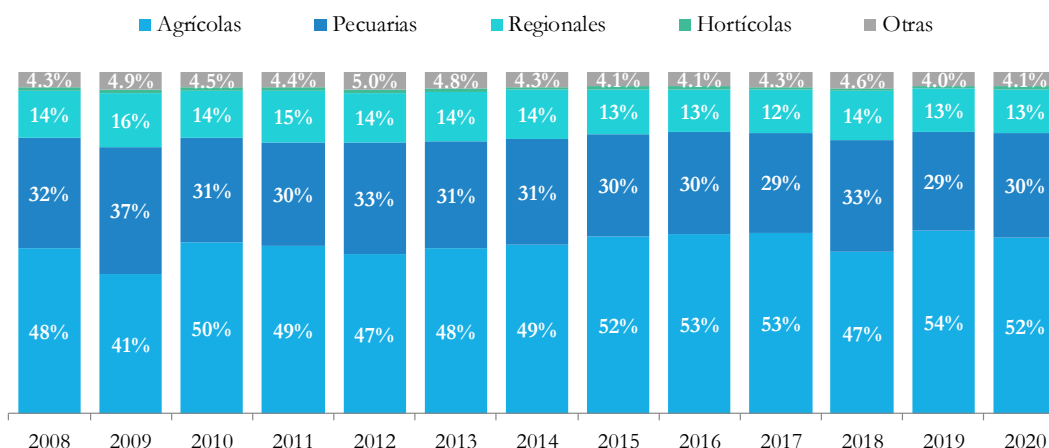 Agrícolas Pecuarias Regionales Hortícolas Otras
4.3% 4.9% 4.5% 4.4% 5.0% 4.8% 4.3% 4.1% 4.1% 4.3% 4.6% 4.0% 4.1%
14% 16% 14% 15% 14% 14% 14% 13% 13% 12% 14% 13% 13%
32% 37% 31% 30% 33% 31% 31% 30% 30% 29% 33% 29% 30%
48% 41% 50% 49% 47% 48% 49% 52% 53% 53% 47% 54% 52%
2008 2009 2010 2011 2012 2013 2014 2015 2016 2017 2018 2019 2020